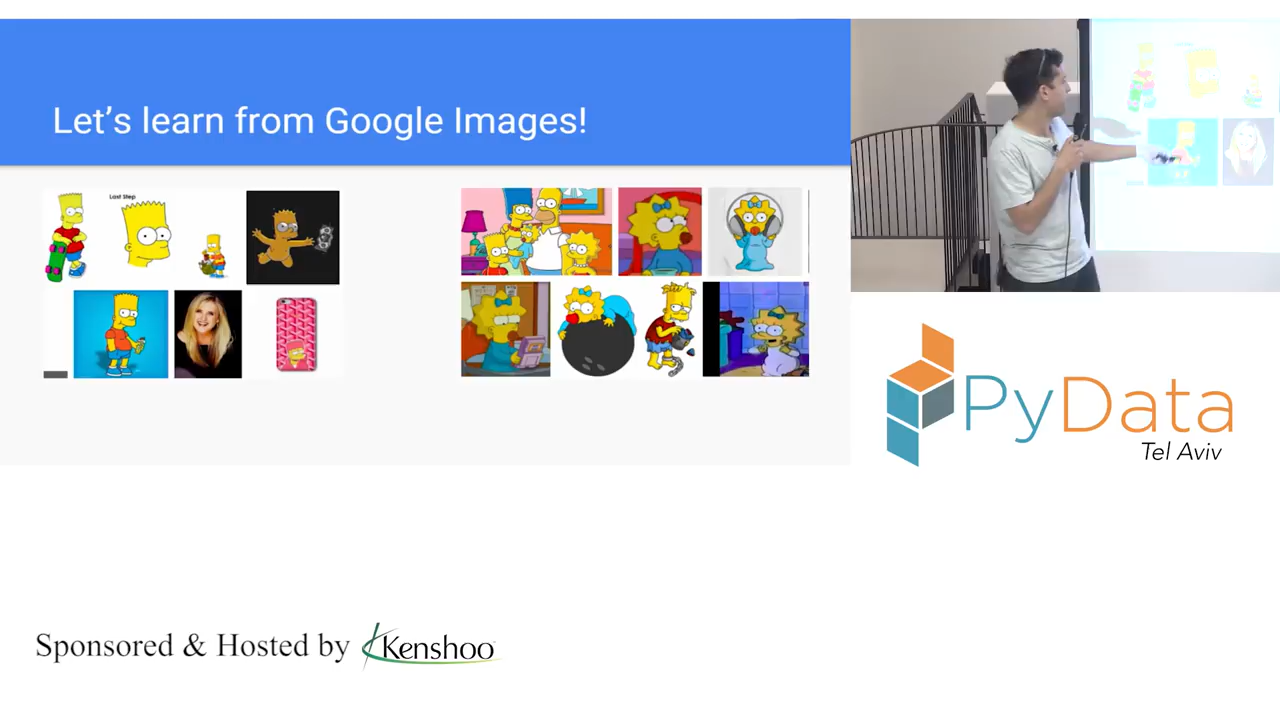 Let's learn from Google Images!
Last Step
PyData
Tel Aviv
Sponsored & Hosted by Kenshoo